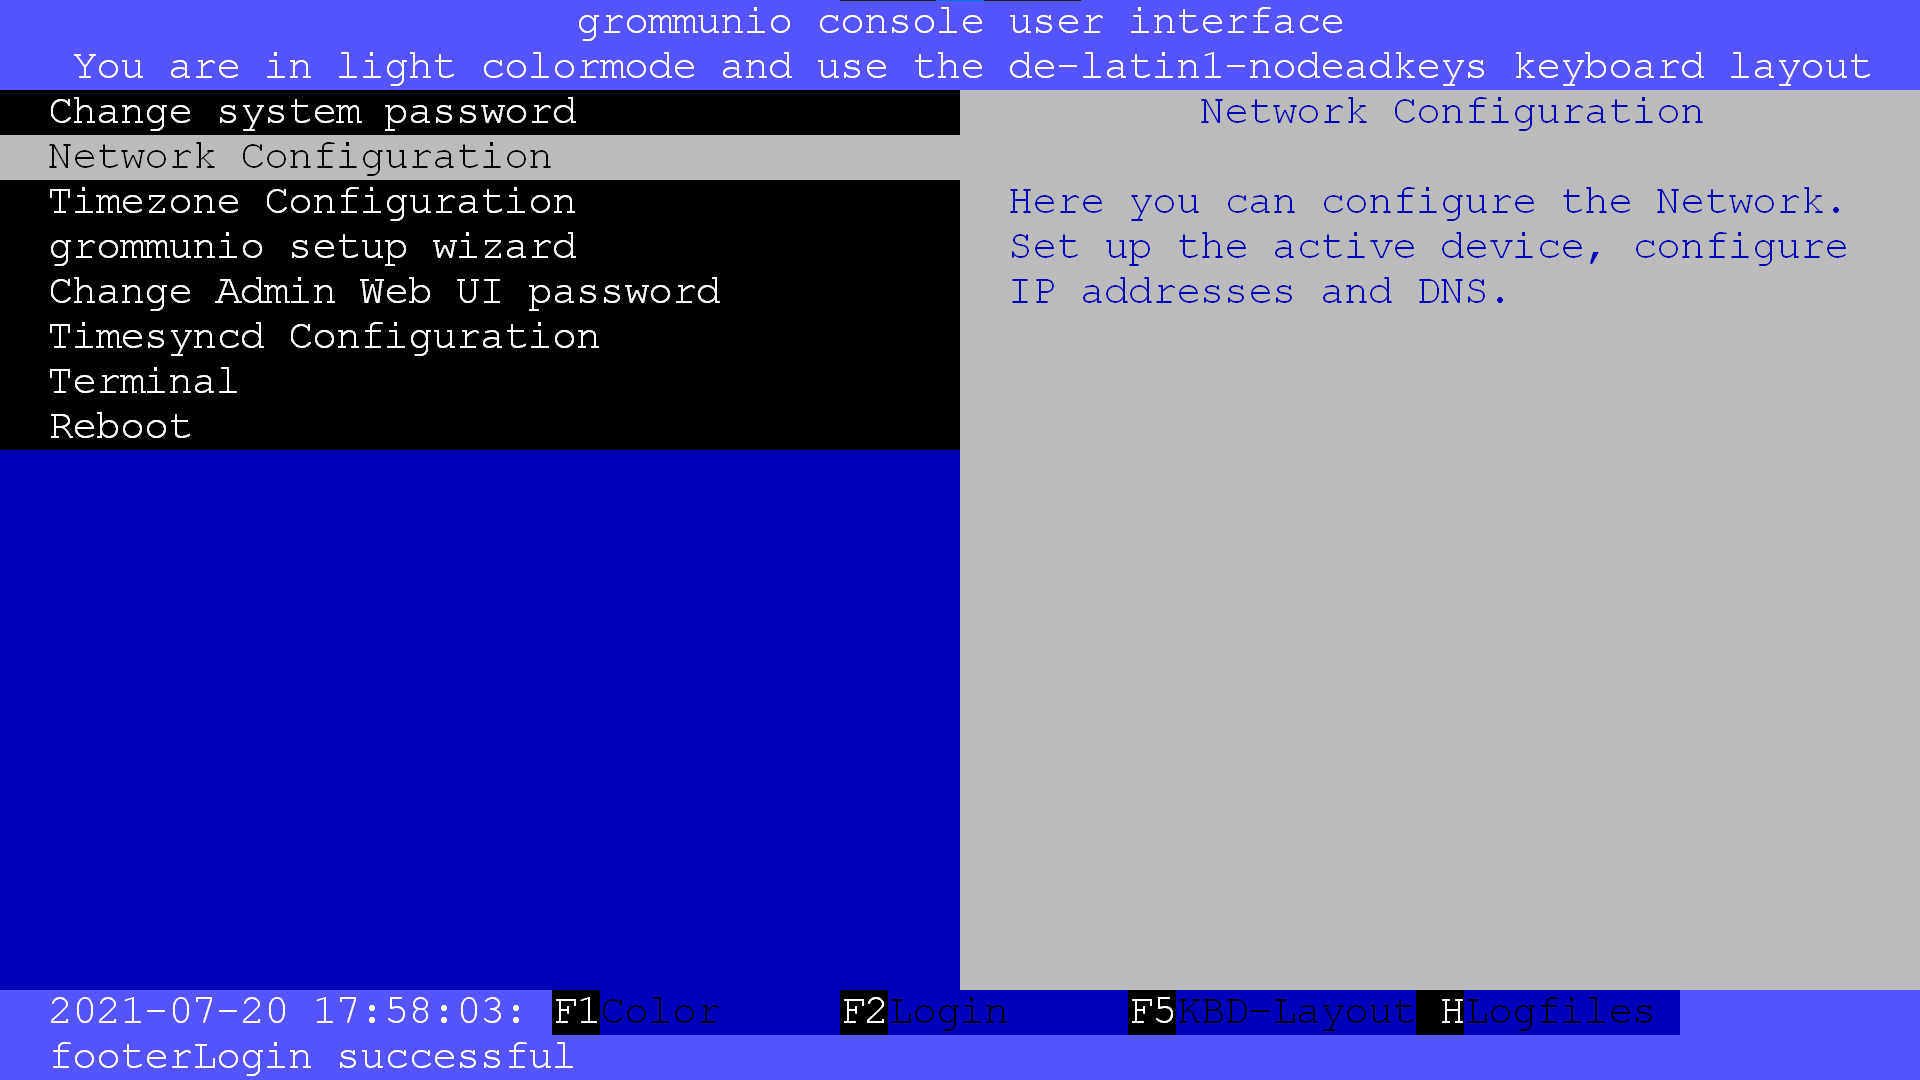 grommunio console user interface
You are in light colormode and use the de-latin1-nodeadkeys keyboard layout
Change system password
Network Configuration
Timezone Configuration
grommunio setup wizard
Change Admin Web UI password
Timesyncd Configuration
Terminal
Reboot
Network Configuration
Here you can configure the Network.
Set up the active device, configure
IP addresses and DNS.
2021-07-20 17:58:03: F1Color F2Login F5KBD-Layout HLogfiles
footerLogin successful